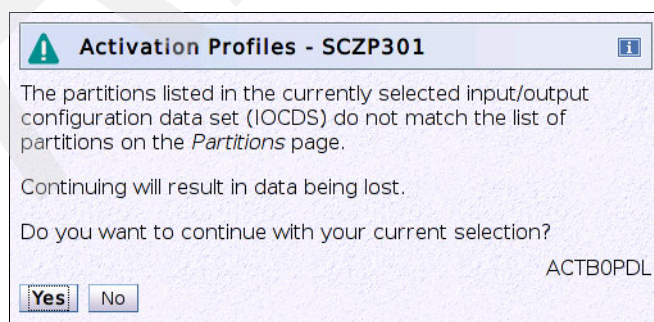 Activation Profiles - SCZP301
i
The partitions listed in the currently selected input/output
configuration data set (IOCDS) do not match the list of
partitions on the Partitions page.
Continuing will result in data being lost.
Do you want to continue with your current selection?
ACTB0PDL
Yes No